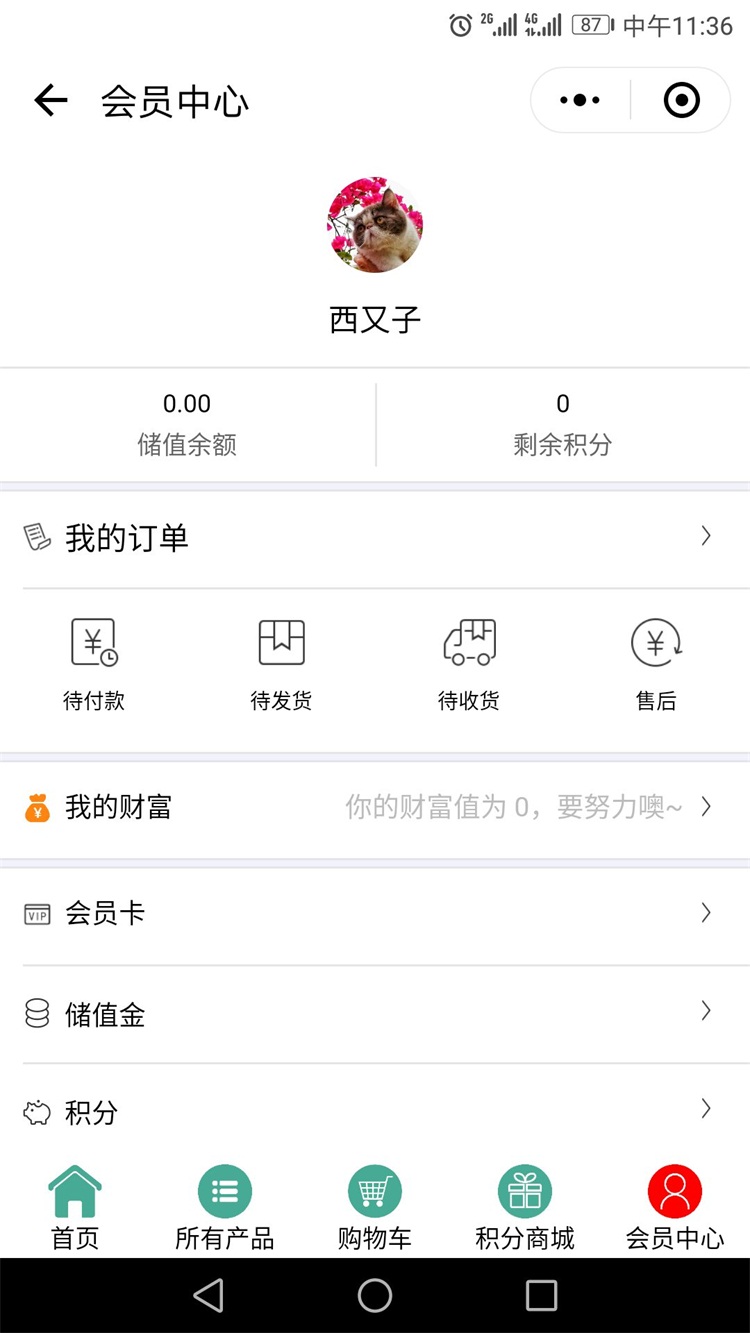 2G 4G 87 中午11:36
会员中心
西又子
0.00 0
储值余额 剩余积分
我的订单
待付款 待发货 待收货 售后
我的财富 你的财富值为 0，要努力噢~
VIP 会员卡
储值金
积分
首页 所有产品 购物车 积分商城 会员中心